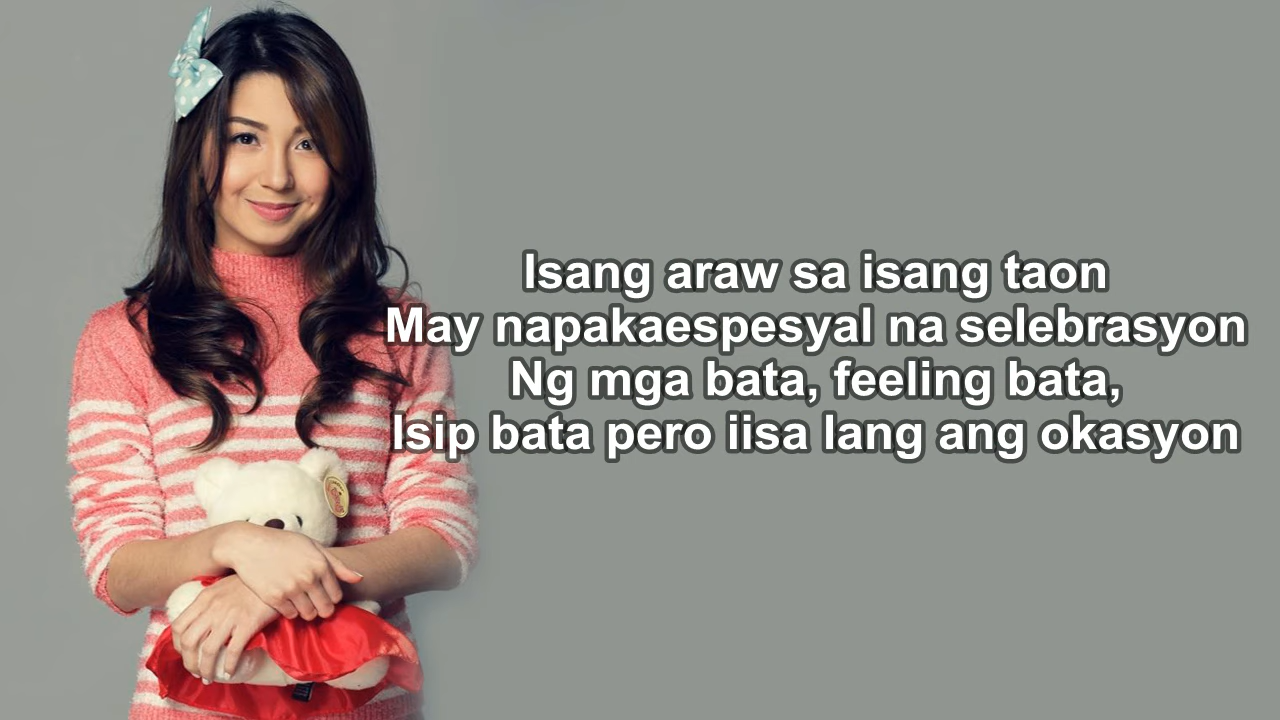 Isang araw sa isang taon
May napakaespesyal na selebrasyon
Ng mga bata, feeling bata,
Isip bata pero iisa lang ang okasyon